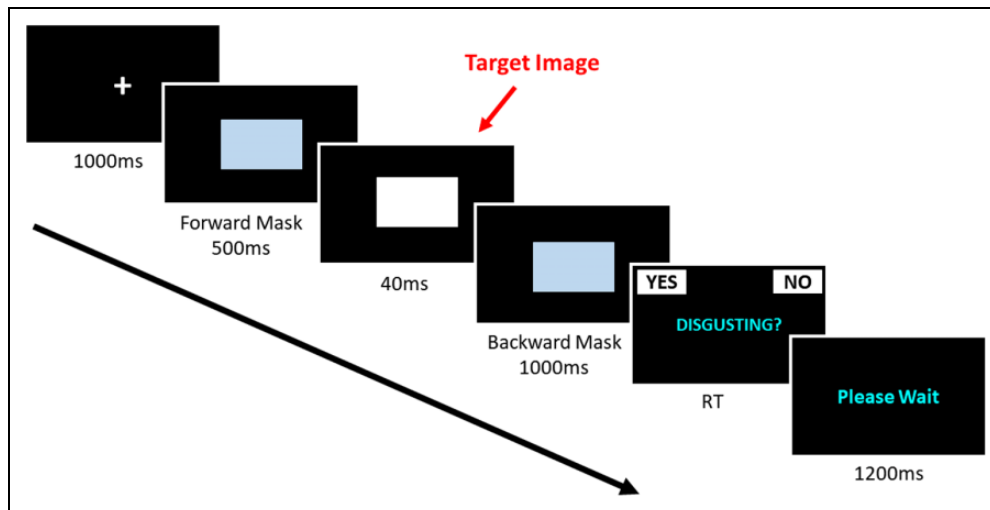 Target Image
1000ms
Forward Mask
500ms
40ms
Backward Mask
1000ms
YES NO
DISGUSTING?
RT
Please Wait
1200ms